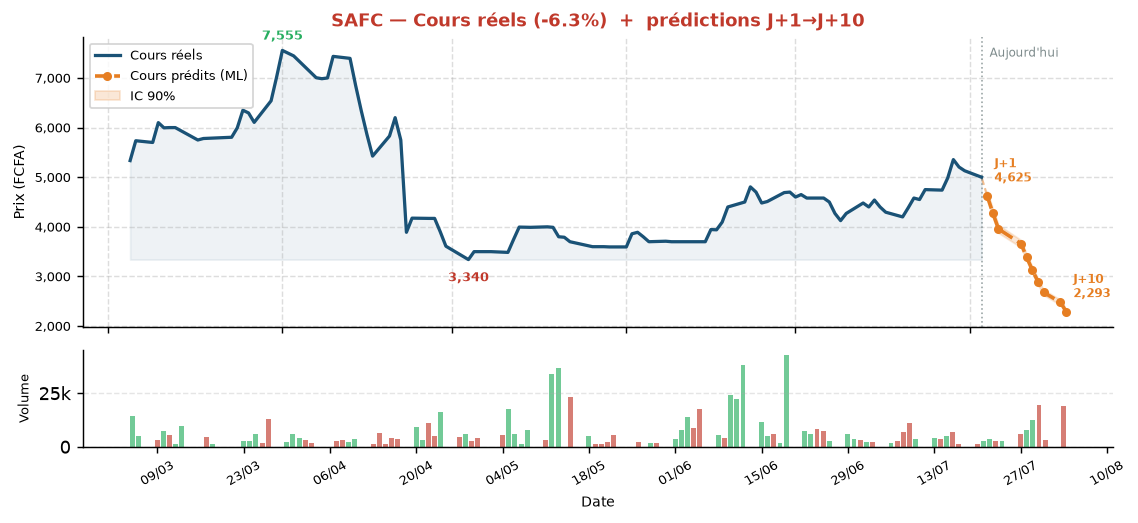 SAFC — Cours réels (-6.3%)  +  prédictions J+1→J+10
7,555
Cours réels
Cours prédits (ML)
IC 90%
Aujourd'hui
7,000
6,000
5,000
4,000
3,000
2,000
Prix (FCFA)
J+1
4,625
3,340
J+10
2,293
Volume
25k
0
09/03
23/03
06/04
20/04
04/05
18/05
01/06
15/06
29/06
13/07
27/07
10/08
Date